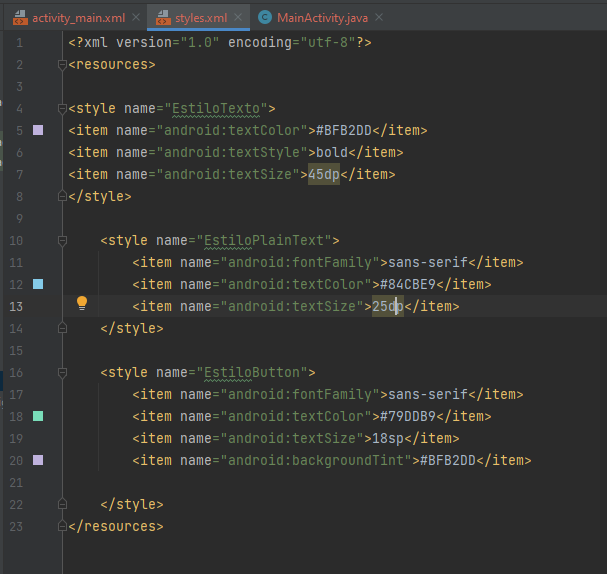 activity_main.xml × styles.xml × MainActivity.java ×
1 <?xml version="1.0" encoding="utf-8"?>
2 <resources>
3
4 <style name="EstiloTexto">
5 <item name="android:textColor">#BFB2DD</item>
6 <item name="android:textStyle">bold</item>
7 <item name="android:textSize">45dp</item>
8 </style>
9
10 <style name="EstiloPlainText">
11 <item name="android:fontFamily">sans-serif</item>
12 <item name="android:textColor">#84CBE9</item>
13 <item name="android:textSize">25dp</item>
14 </style>
15
16 <style name="EstiloButton">
17 <item name="android:fontFamily">sans-serif</item>
18 <item name="android:textColor">#79DDB9</item>
19 <item name="android:textSize">18sp</item>
20 <item name="android:backgroundTint">#BFB2DD</item>
21
22 </style>
23 </resources>